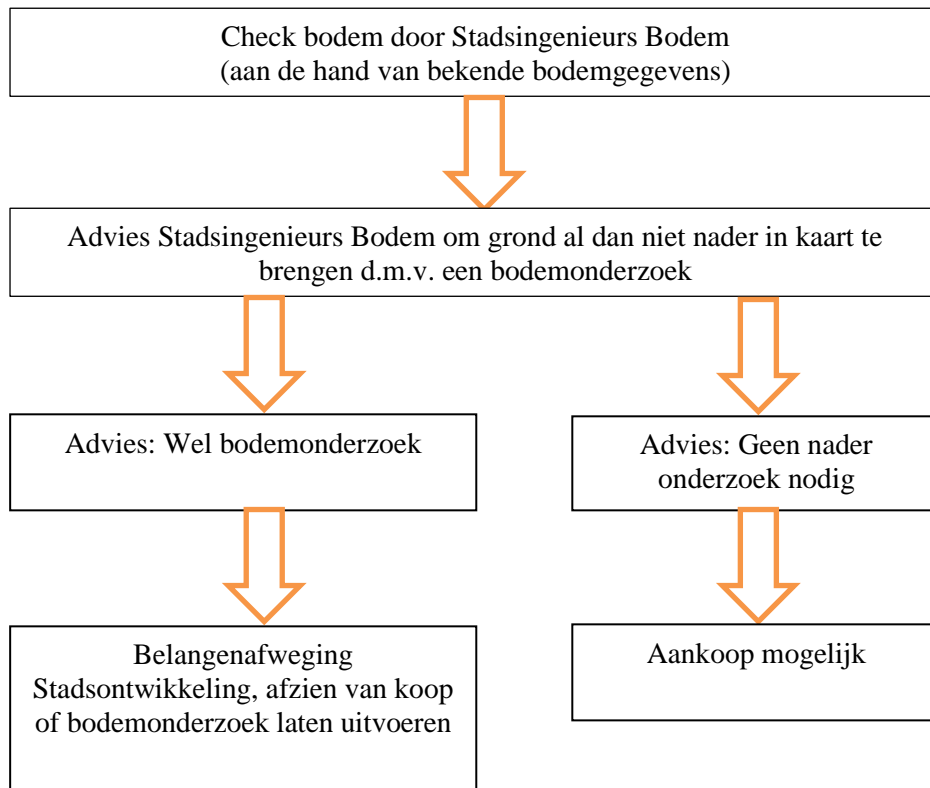 Check bodem door Stadsingenieurs Bodem
(aan de hand van bekende bodemgegevens)
Advies Stadsingenieurs Bodem om grond al dan niet nader in kaart te
brengen d.m.v. een bodemonderzoek
Advies: Wel bodemonderzoek
Advies: Geen nader
onderzoek nodig
Belangenafweging
Stadsontwikkeling, afzien van koop
of bodemonderzoek laten uitvoeren
Aankoop mogelijk